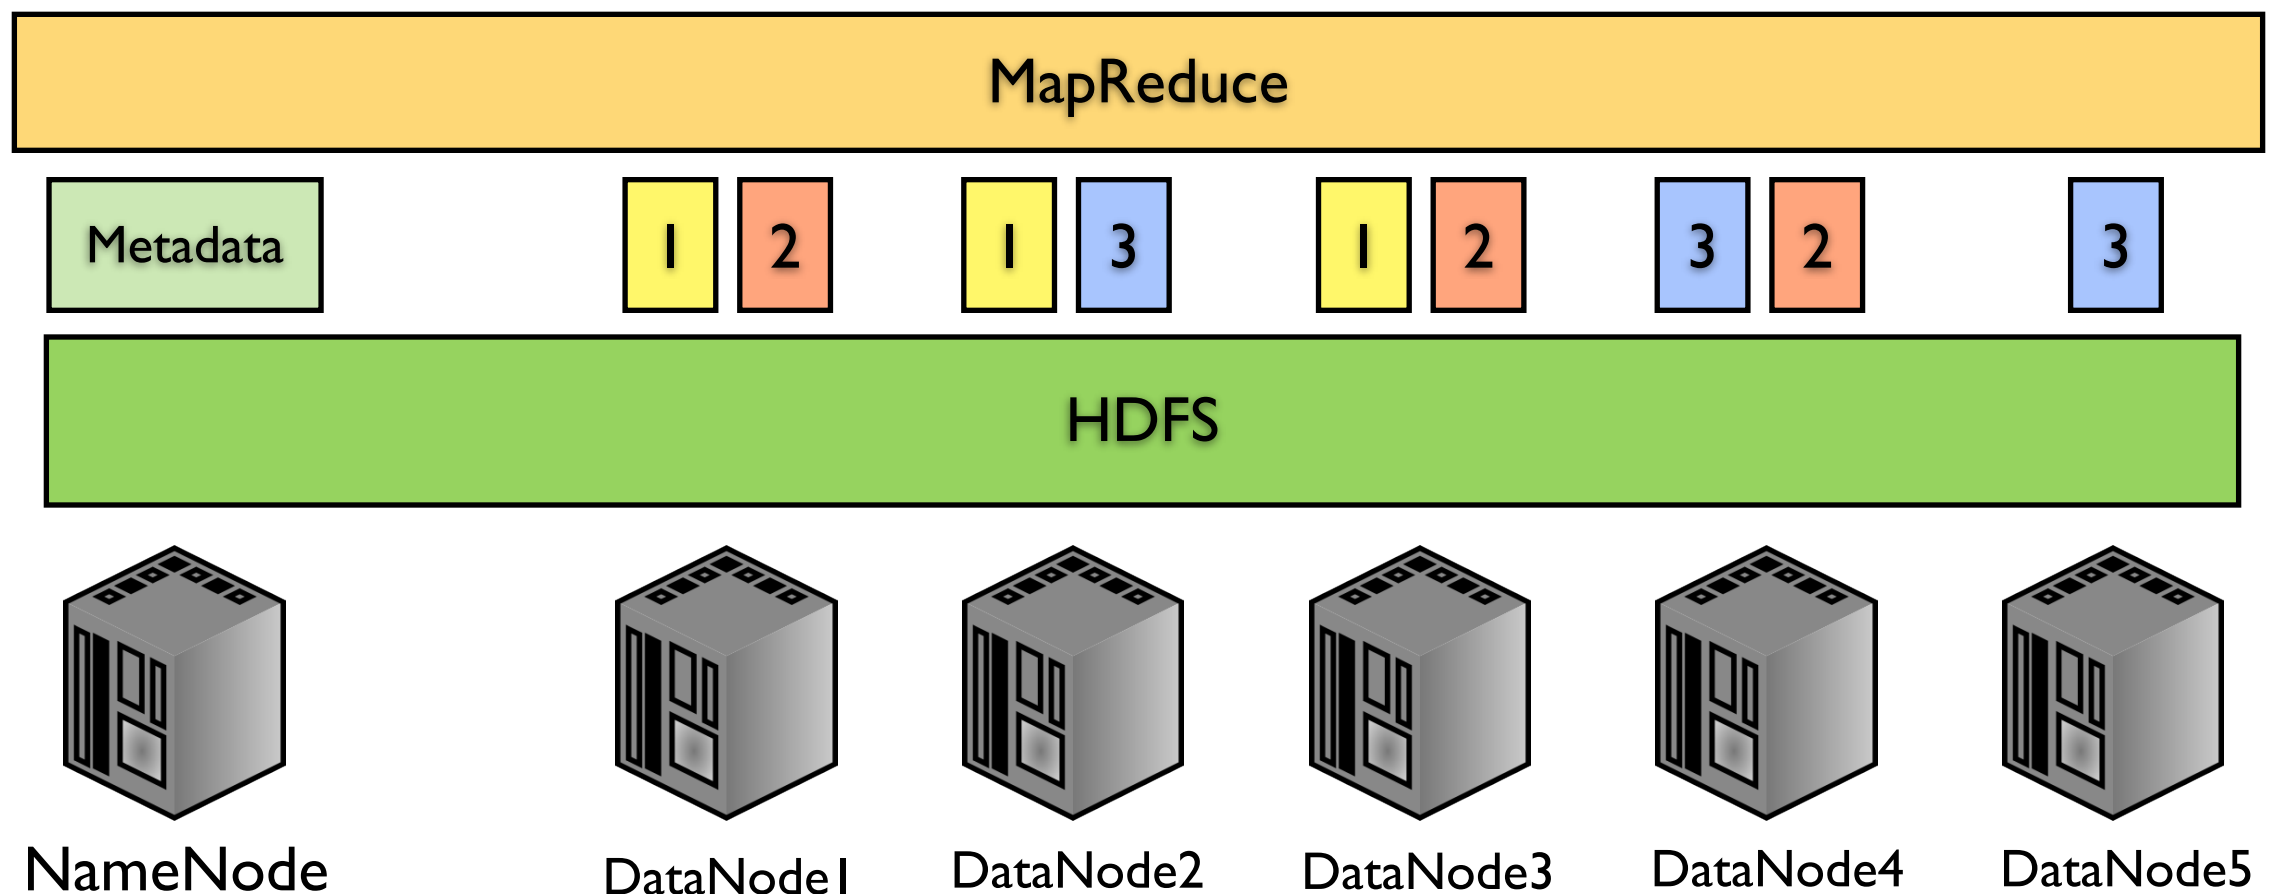 MapReduce
Metadata 1 2 1 3 1 2 3 2 3
HDFS
NameNode DataNode1 DataNode2 DataNode3 DataNode4 DataNode5